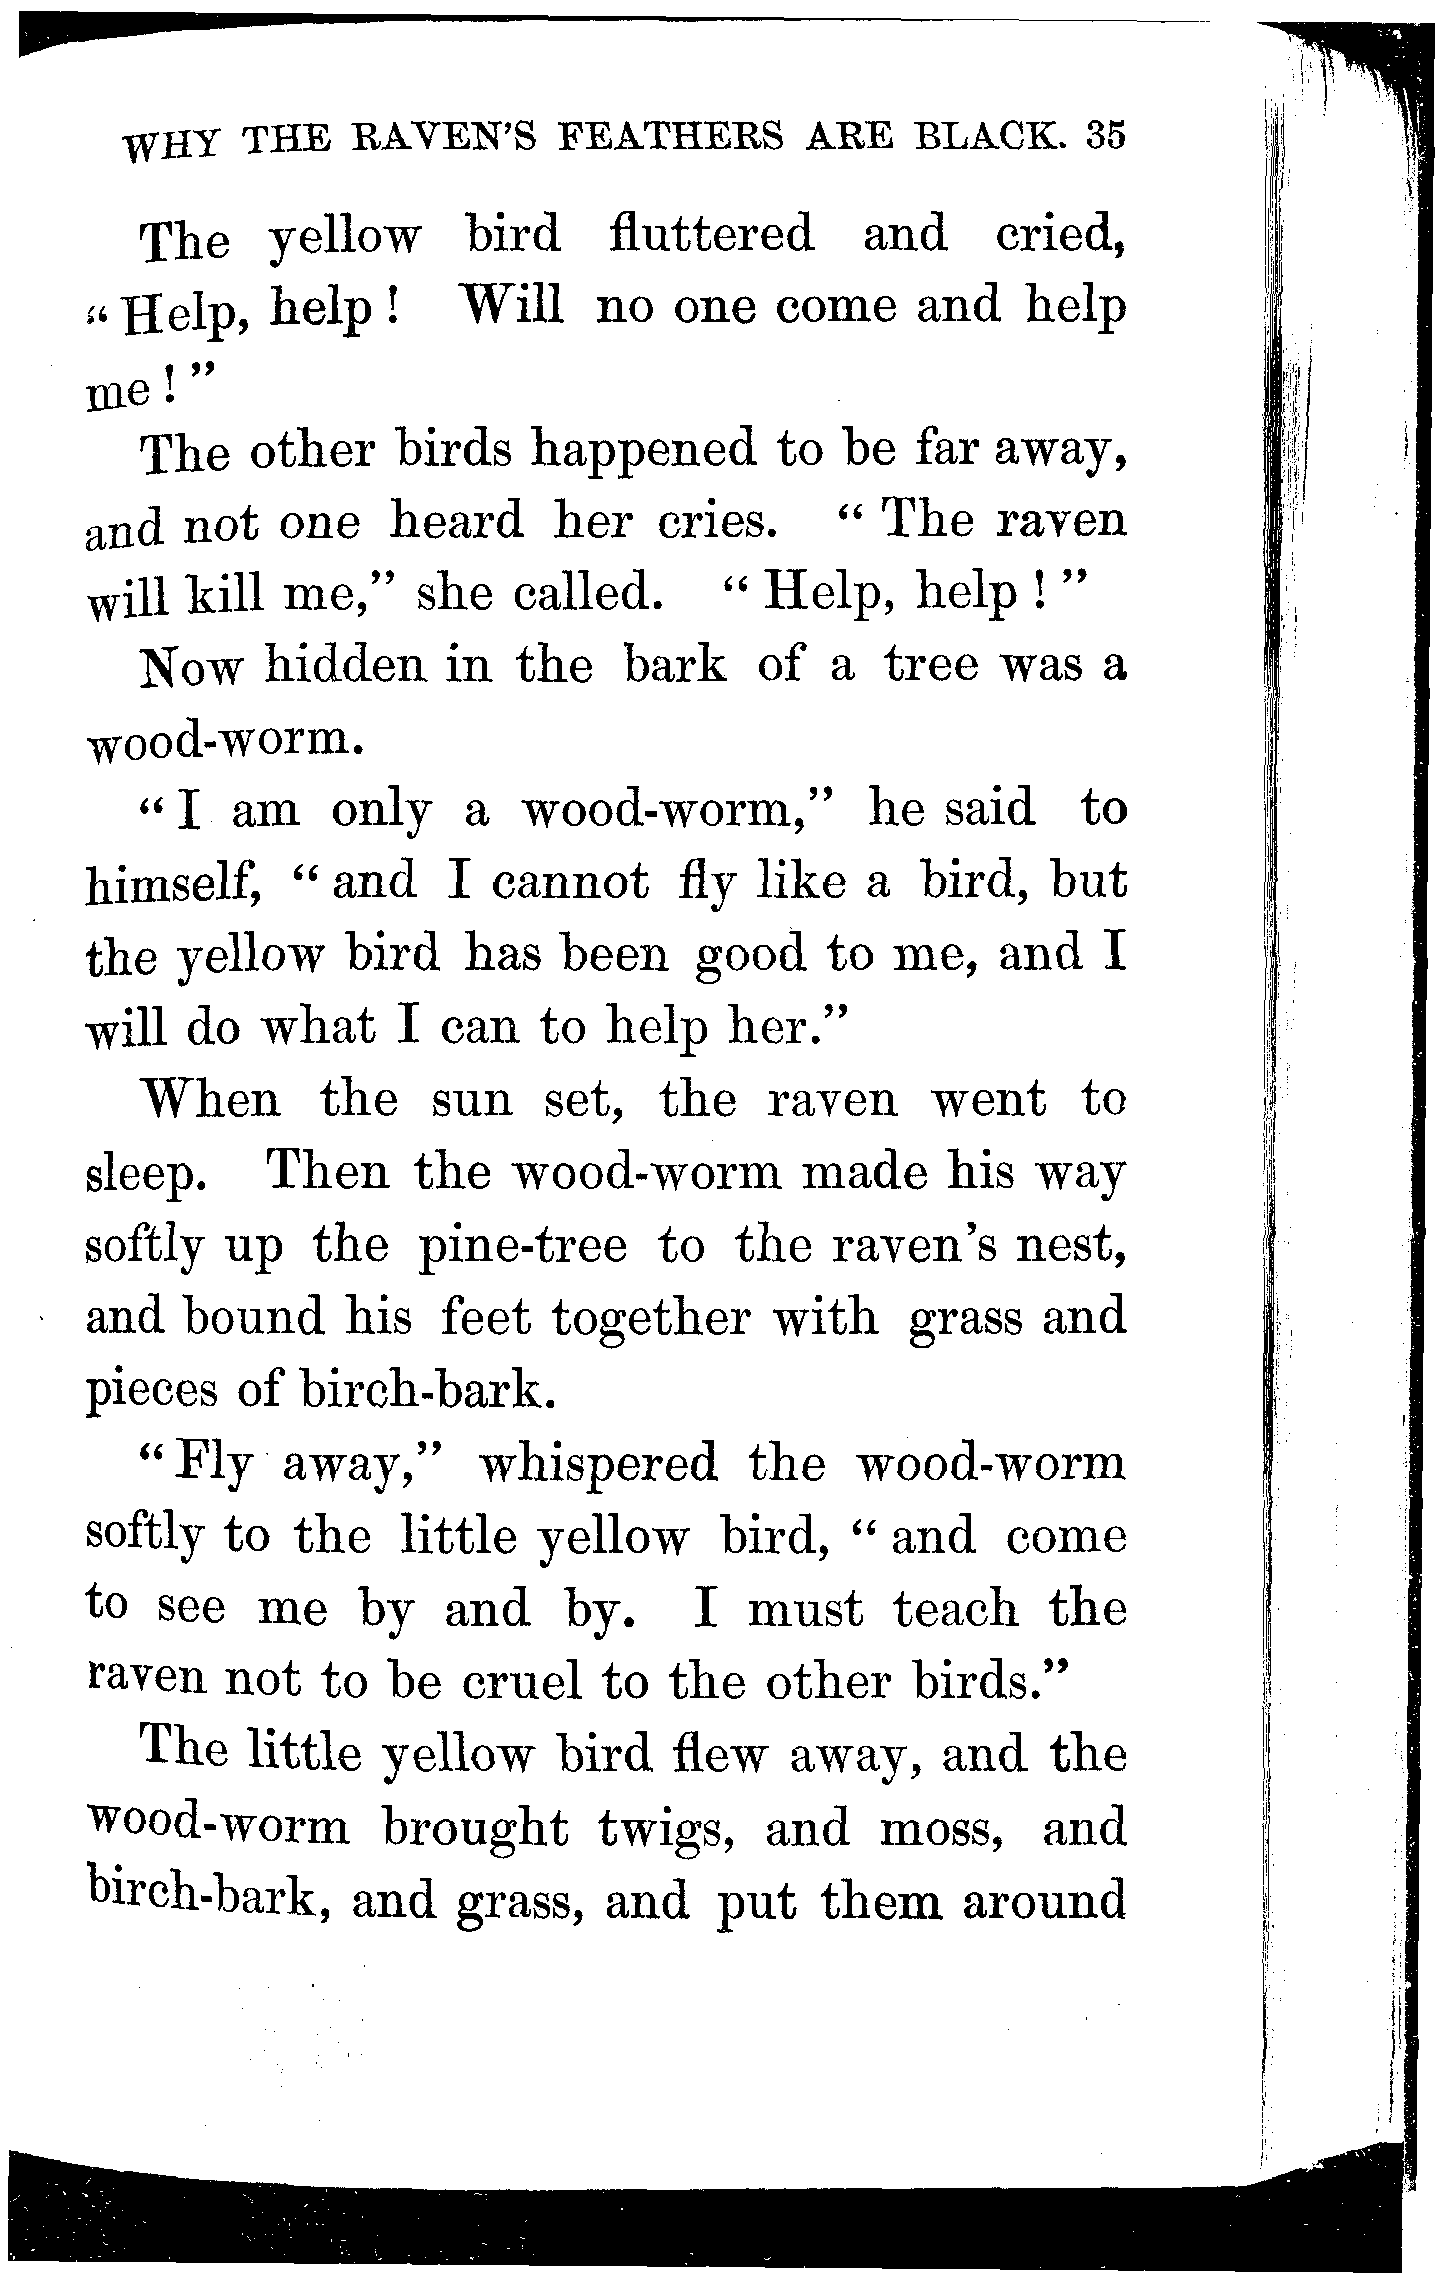 WHY THE RAVEN'S FEATHERS ARE BLACK. 35
The yellow bird fluttered and cried,
“Help, help! Will no one come and help
me!”
The other birds happened to be far away,
and not one heard her cries. “The raven
will kill me,” she called. “Help, help!”
Now hidden in the bark of a tree was a
wood-worm.
“I am only a wood-worm,” he said to
himself, “and I cannot fly like a bird, but
the yellow bird has been good to me, and I
will do what I can to help her.”
When the sun set, the raven went to
sleep. Then the wood-worm made his way
softly up the pine-tree to the raven's nest,
and bound his feet together with grass and
pieces of birch-bark.
“Fly away,” whispered the wood-worm
softly to the little yellow bird, “and come
to see me by and by. I must teach the
raven not to be cruel to the other birds.”
The little yellow bird flew away, and the
wood-worm brought twigs, and moss, and
birch-bark, and grass, and put them around